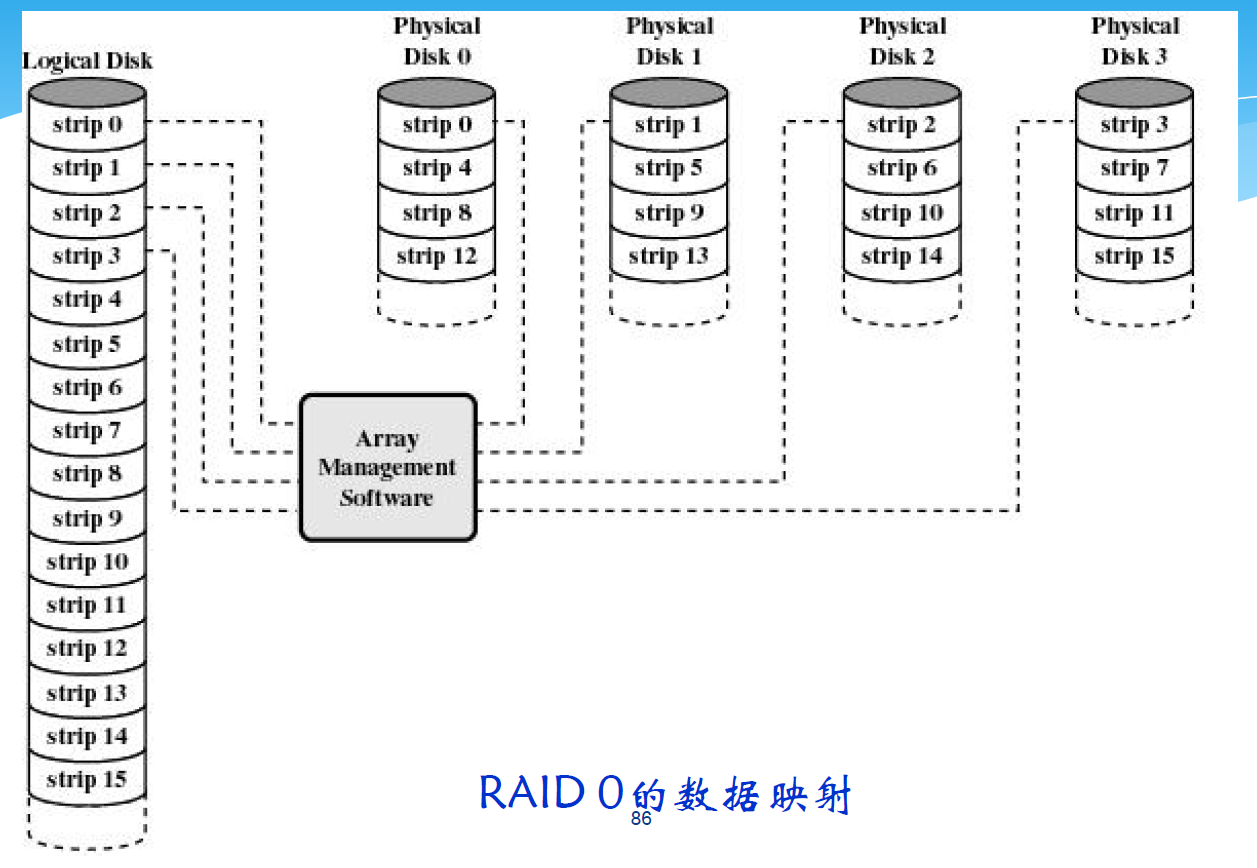 Logical Disk
strip 0
strip 1
strip 2
strip 3
strip 4
strip 5
strip 6
strip 7
strip 8
strip 9
strip 10
strip 11
strip 12
strip 13
strip 14
strip 15
Physical
Disk 0
strip 0
strip 4
strip 8
strip 12
Physical
Disk 1
strip 1
strip 5
strip 9
strip 13
Physical
Disk 2
strip 2
strip 6
strip 10
strip 14
Physical
Disk 3
strip 3
strip 7
strip 11
strip 15
Array
Management
Software
RAID 0的数据映射
86